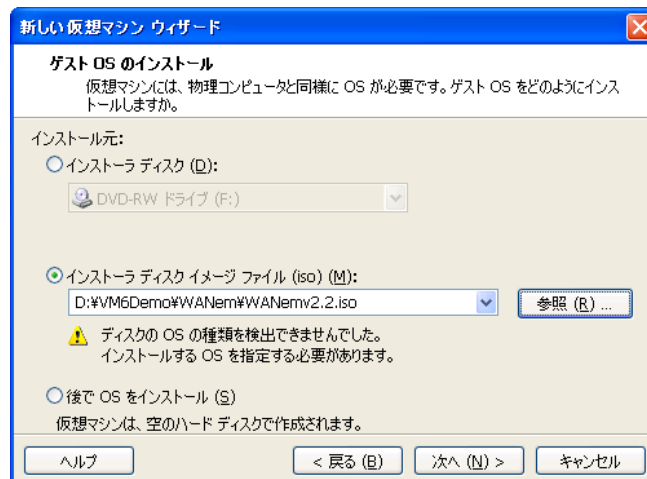 新しい仮想マシン ウィザード
ゲスト OS のインストール
仮想マシンには、物理コンピュータと同様に OS が必要です。ゲスト OS をどのようにインス
トールしますか。
インストール元:
インストーラ ディスク (D):
DVD-RW ドライブ (F:)
インストーラ ディスク イメージ ファイル (iso) (M):
D:¥VM6Demo¥WANem¥WANemv2.2.iso
参照 (R) ...
ディスクの OS の種類を検出できませんでした。
インストールする OS を指定する必要があります。
後で OS をインストール (S)
仮想マシンは、空のハード ディスクで作成されます。
ヘルプ
< 戻る (B)
次へ (N) >
キャンセル